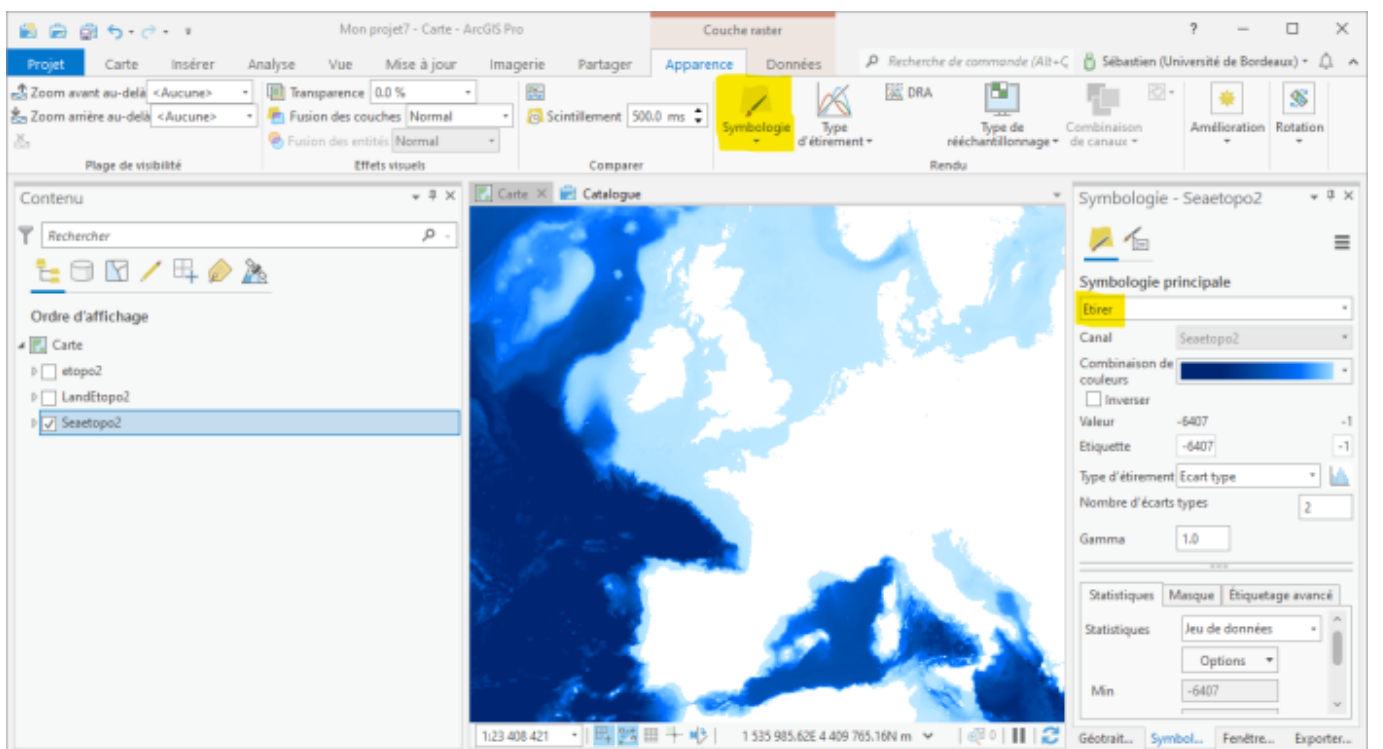 Mon projet7 - Carte - ArcGIS Pro
Couche raster
?
Projet Carte Insérer Analyse Vue Mise à jour Imagerie Partager Apparence Données Recherche de commande (Alt+Q Sébastien (Université de Bordeaux)
Zoom avant au-delà <Aucune> Transparence 0.0 % DRA
Zoom arrière au-delà <Aucune> Fusion des couches Normal Scintillement 500.0 ms Symbologie Type d'étirement Type de rééchantillonnage Combinaison de canaux Amélioration Rotation
Fusion des entités Normal
Plage de visibilité Effets visuels Comparer Rendu
Contenu
Rechercher
Ordre d'affichage
Carte
etopo2
LandEtopo2
Seaetopo2
Carte Catalogue
1:23 408 421 1 535 985.62E 4 409 765.16N m 0
Symbologie - Seaetopo2
Symbologie principale
Etirer
Canal Seaetopo2
Combinaison de
couleurs
Inverser
Valeur -6407 -1
Etiquette -6407 -1
Type d'étirement Ecart type
Nombre d'écarts types 2
Gamma 1.0
Statistiques Masque Étiquetage avancé
Statistiques Jeu de données
Options
Min -6407
Géotrait... Symbol... Fenêtre... Exporter...